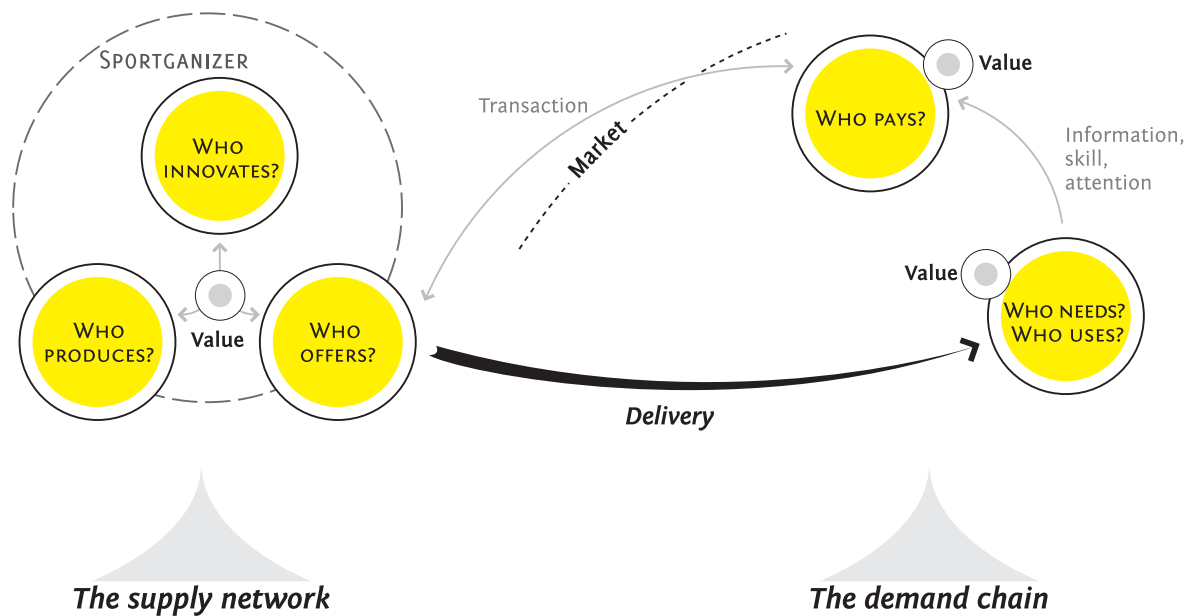 SPORTGANIZER
WHO
INNOVATES?
WHO
PRODUCES?
Value
WHO
OFFERS?
Transaction
Market
WHO PAYS?
Value
Information,
skill,
attention
Value
WHO NEEDS?
WHO USES?
Delivery
The supply network
The demand chain